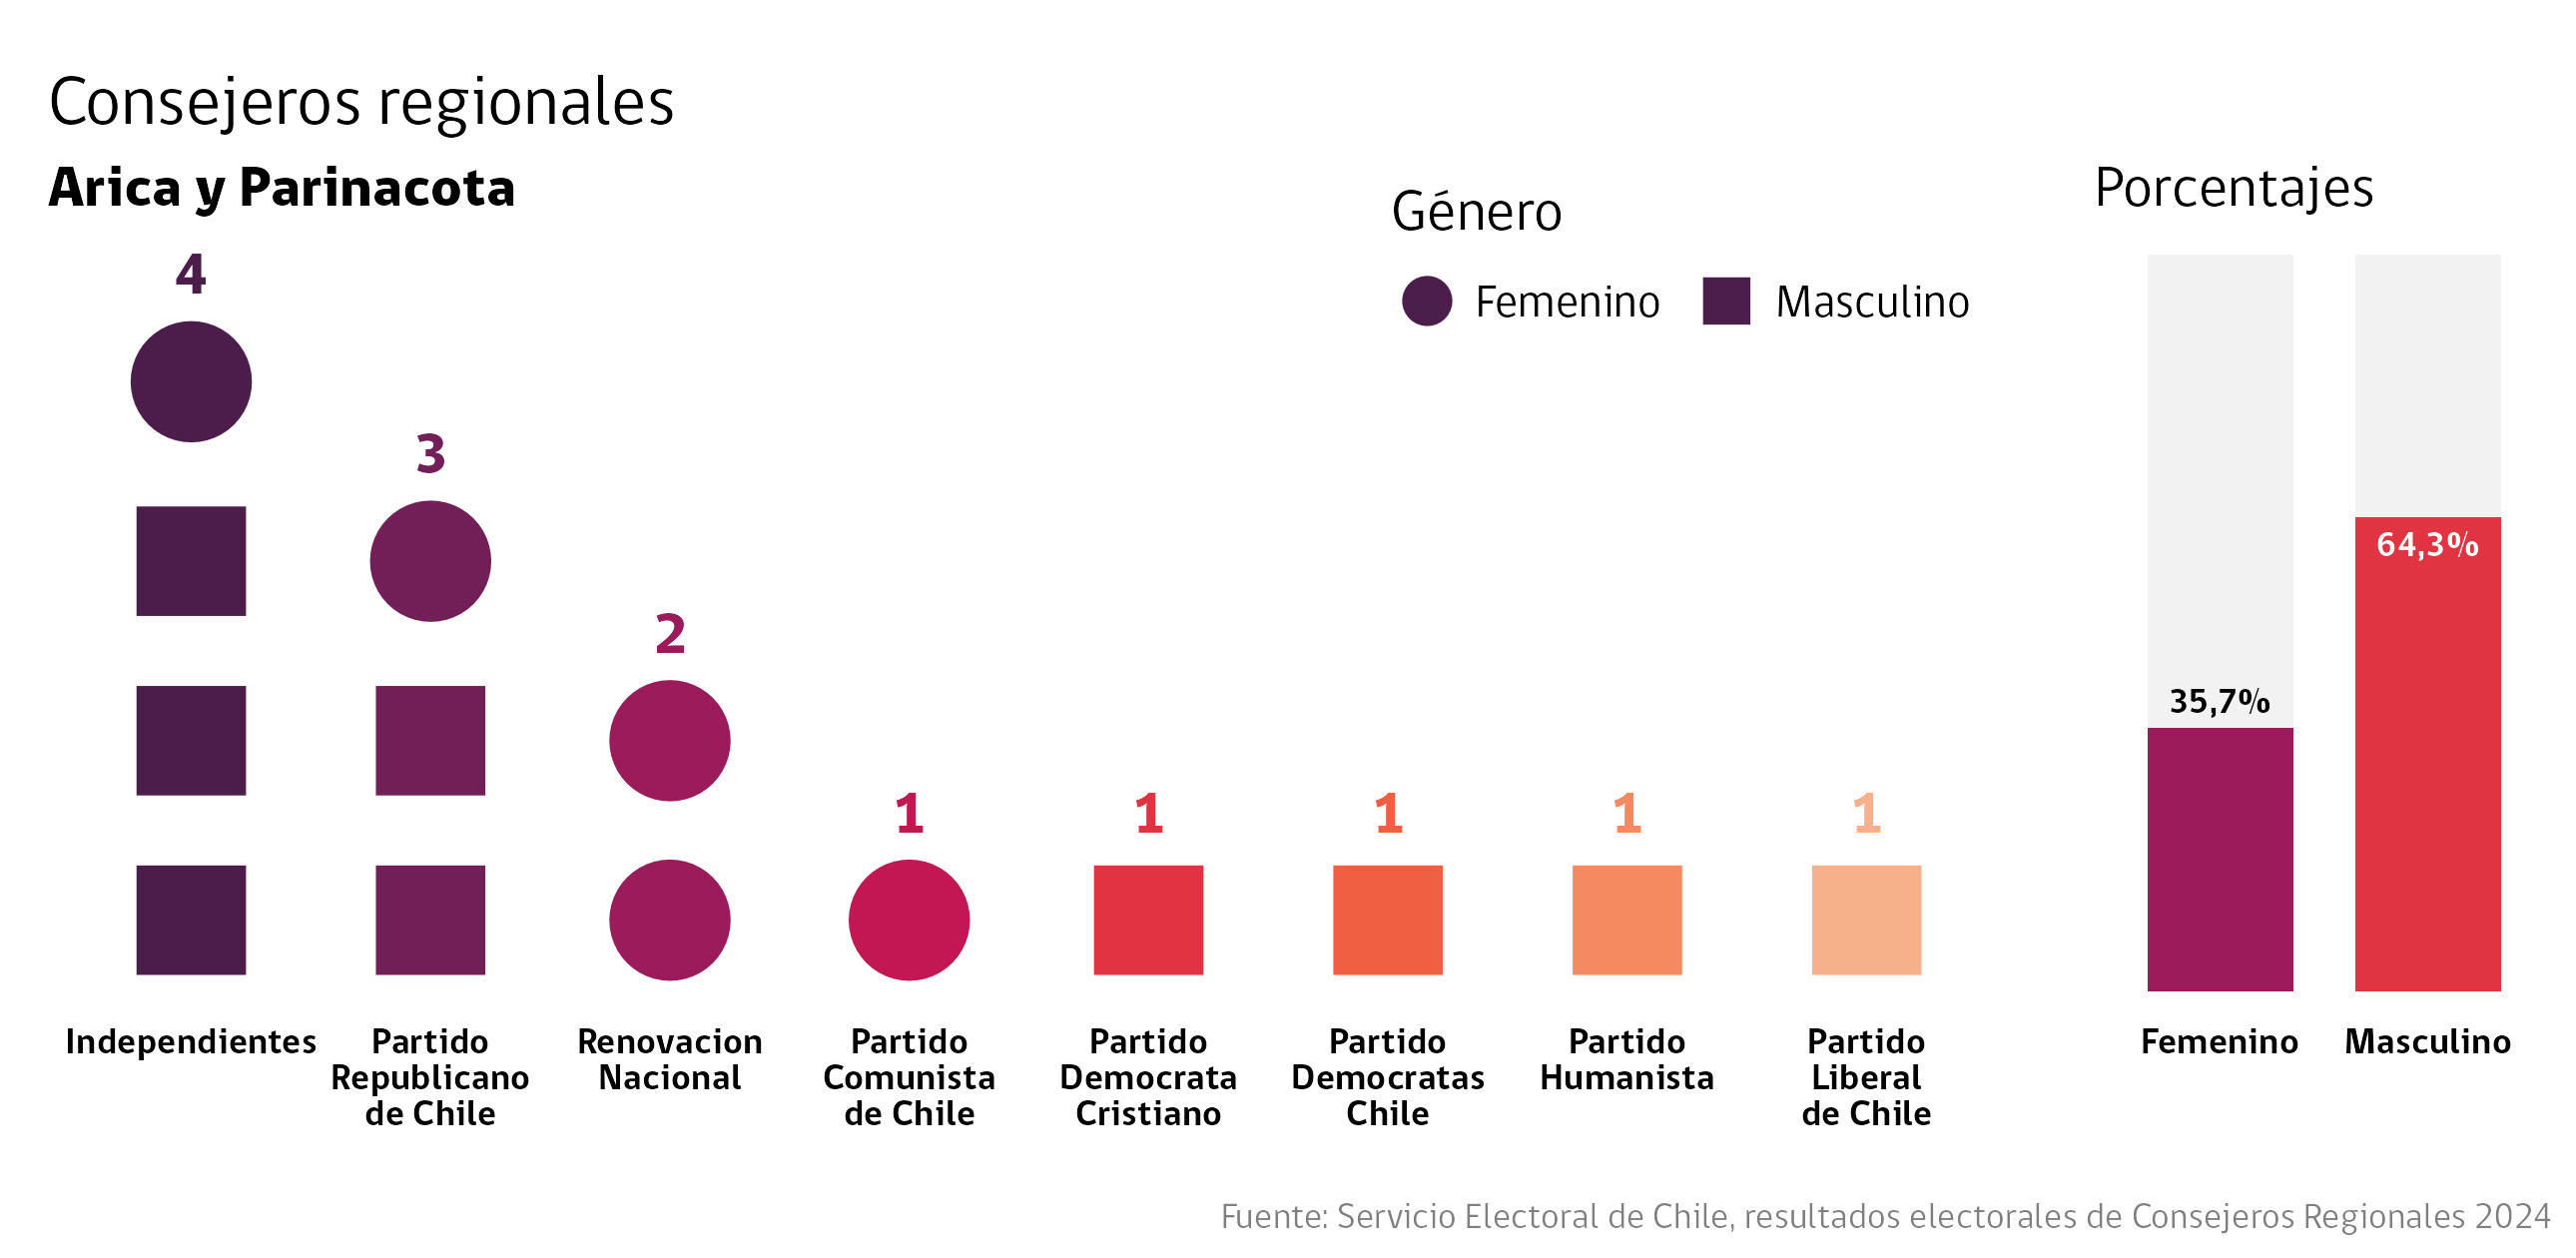 Consejeros regionales
Arica y Parinacota
Género
Femenino
Masculino
Porcentajes
4
3
2
1
1
1
1
1
Independientes
Partido
Republicano
de Chile
Renovacion
Nacional
Partido
Comunista
de Chile
Partido
Democrata
Cristiano
Partido
Democratas
Chile
Partido
Humanista
Partido
Liberal
de Chile
35,7%
64,3%
Femenino
Masculino
Fuente: Servicio Electoral de Chile, resultados electorales de Consejeros Regionales 2024